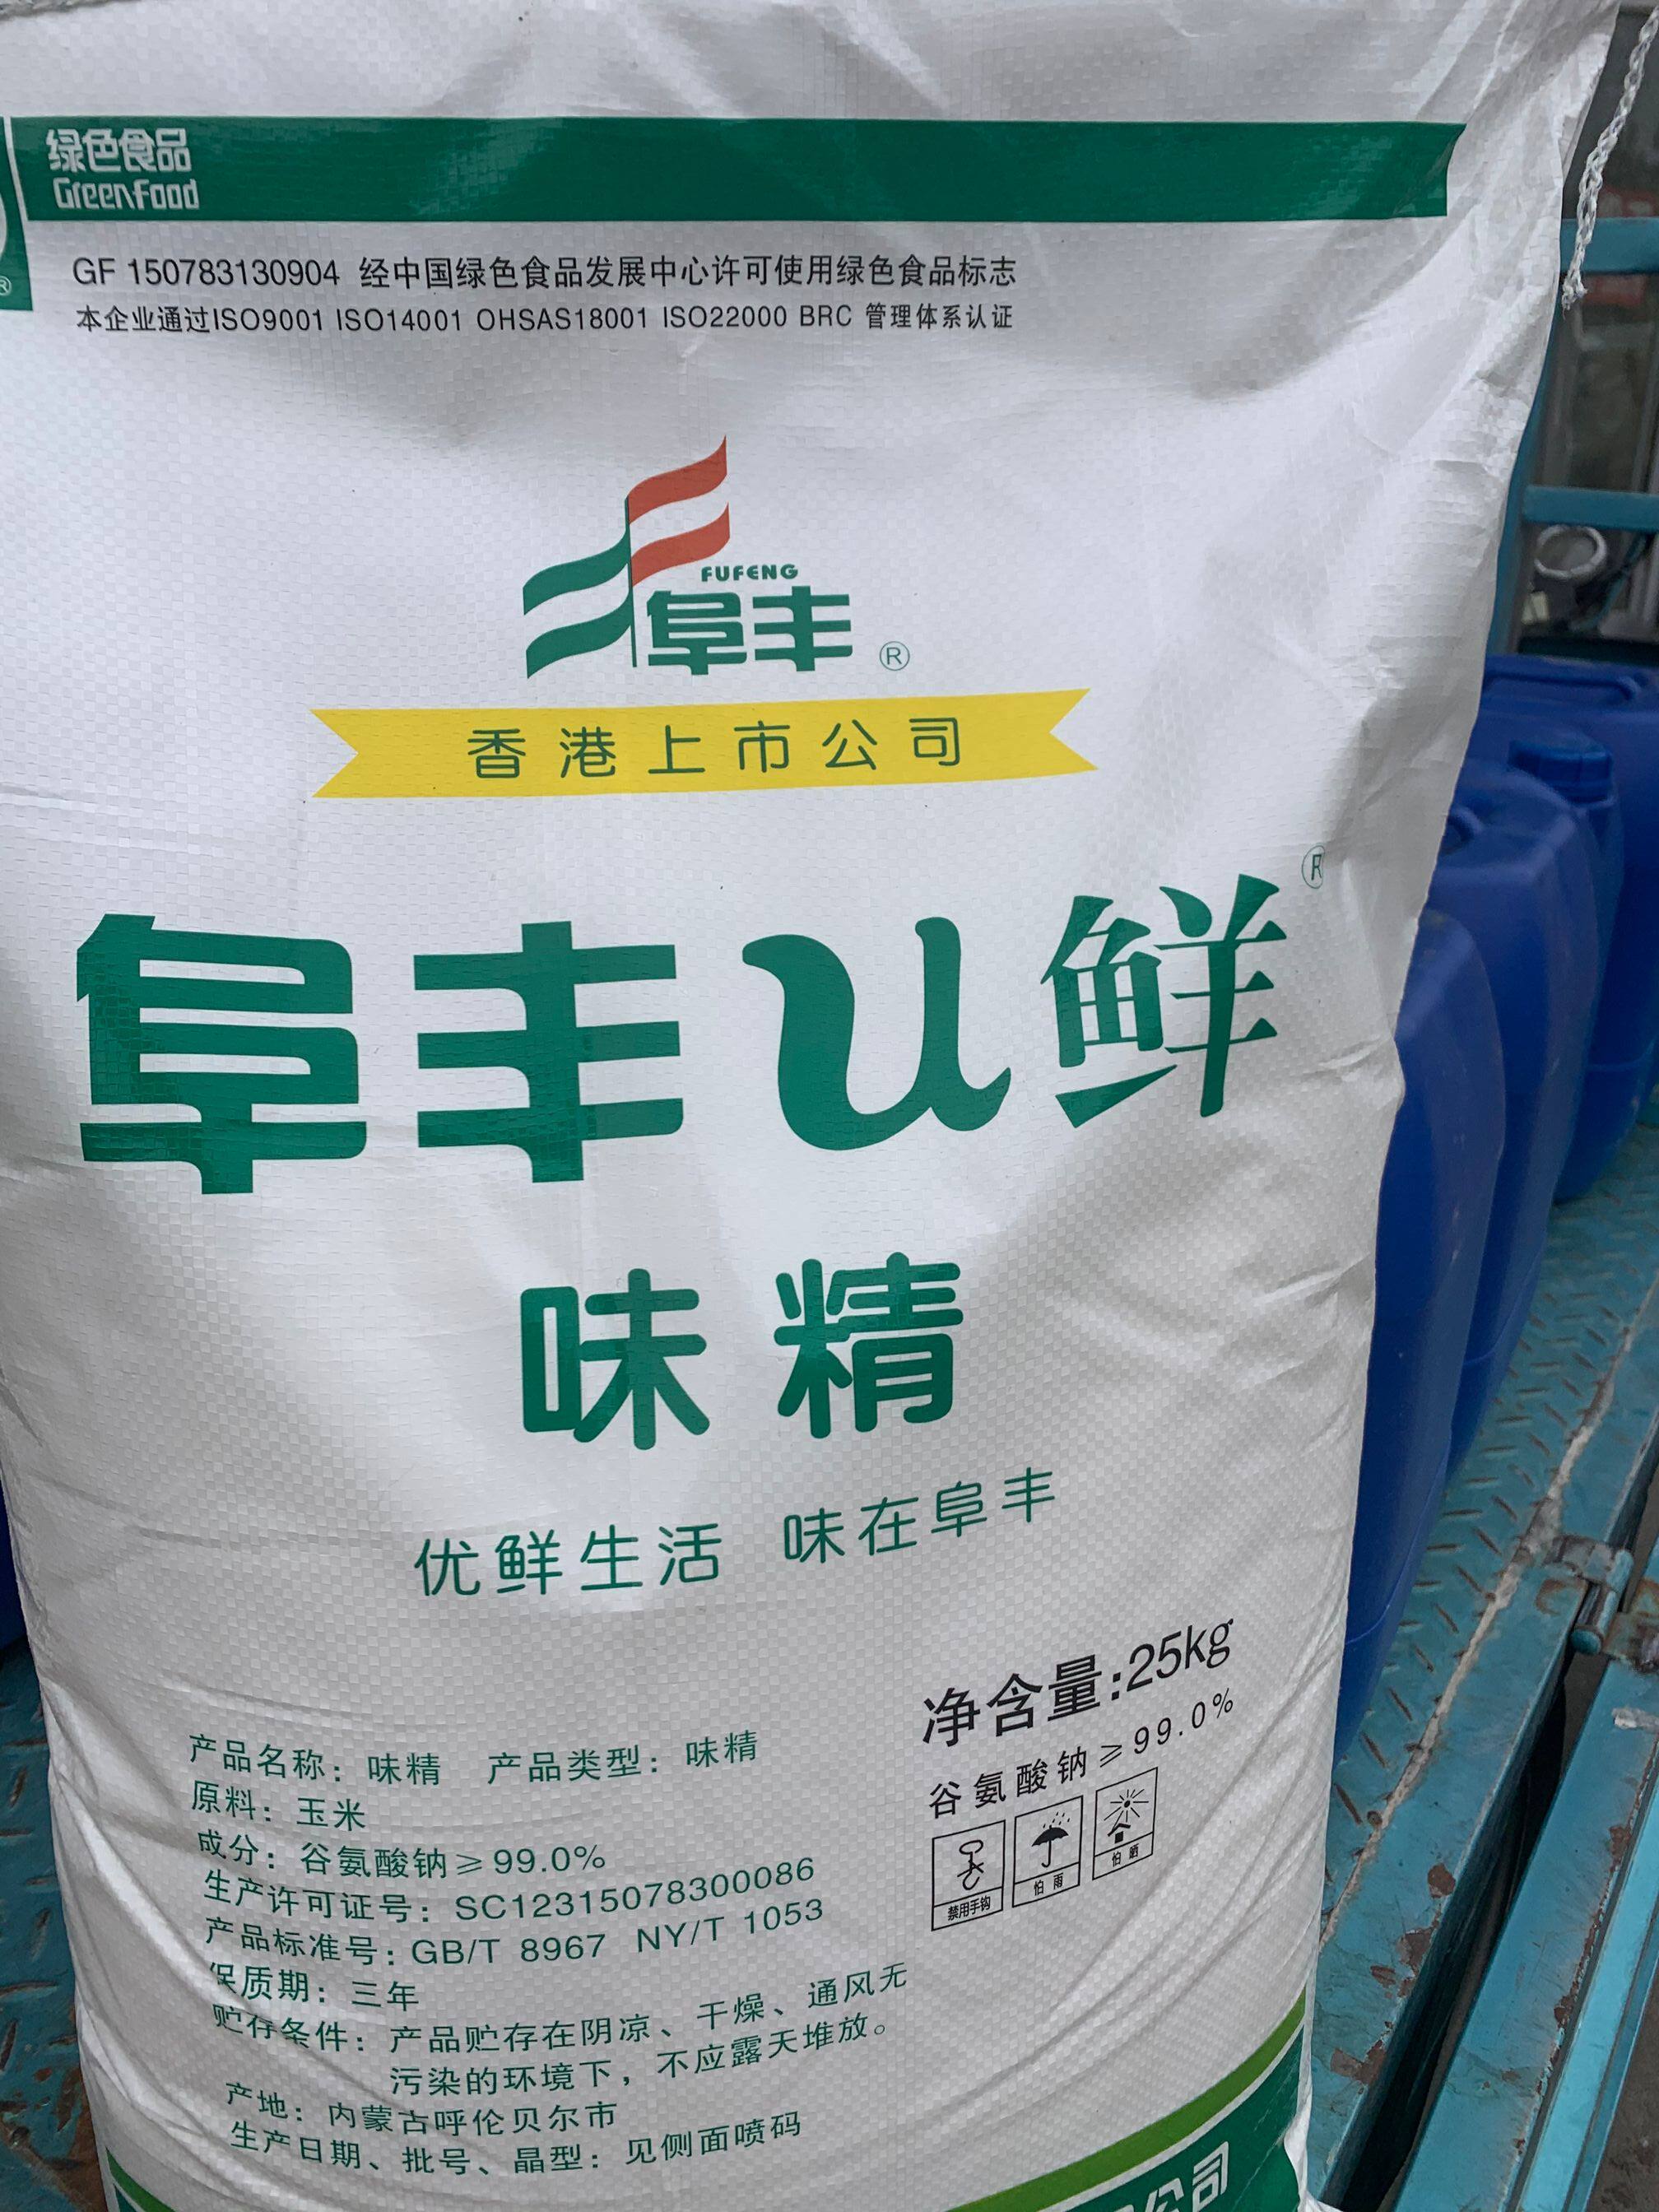 绿色食品
GreenFood
®
GF 150783130904 经中国绿色食品发展中心许可使用绿色食品标志
本企业通过ISO9001 ISO14001 OHSAS18001 ISO22000 BRC 管理体系认证
FUFENG
阜丰®
香港上市公司
阜丰u鲜®
味精
优鲜生活 味在阜丰
净含量:25kg
谷氨酸钠≥99.0%
禁用手钩 怕雨 怕晒
产品名称：味精 产品类型：味精
原料：玉米
成分：谷氨酸钠≥99.0%
生产许可证号：SC12315078300086
产品标准号：GB/T 8967 NY/T 1053
保质期：三年
贮存条件：产品贮存在阴凉、干燥、通风无
污染的环境下，不应露天堆放。
产地：内蒙古呼伦贝尔市
生产日期、批号、晶型：见侧面喷码
公司